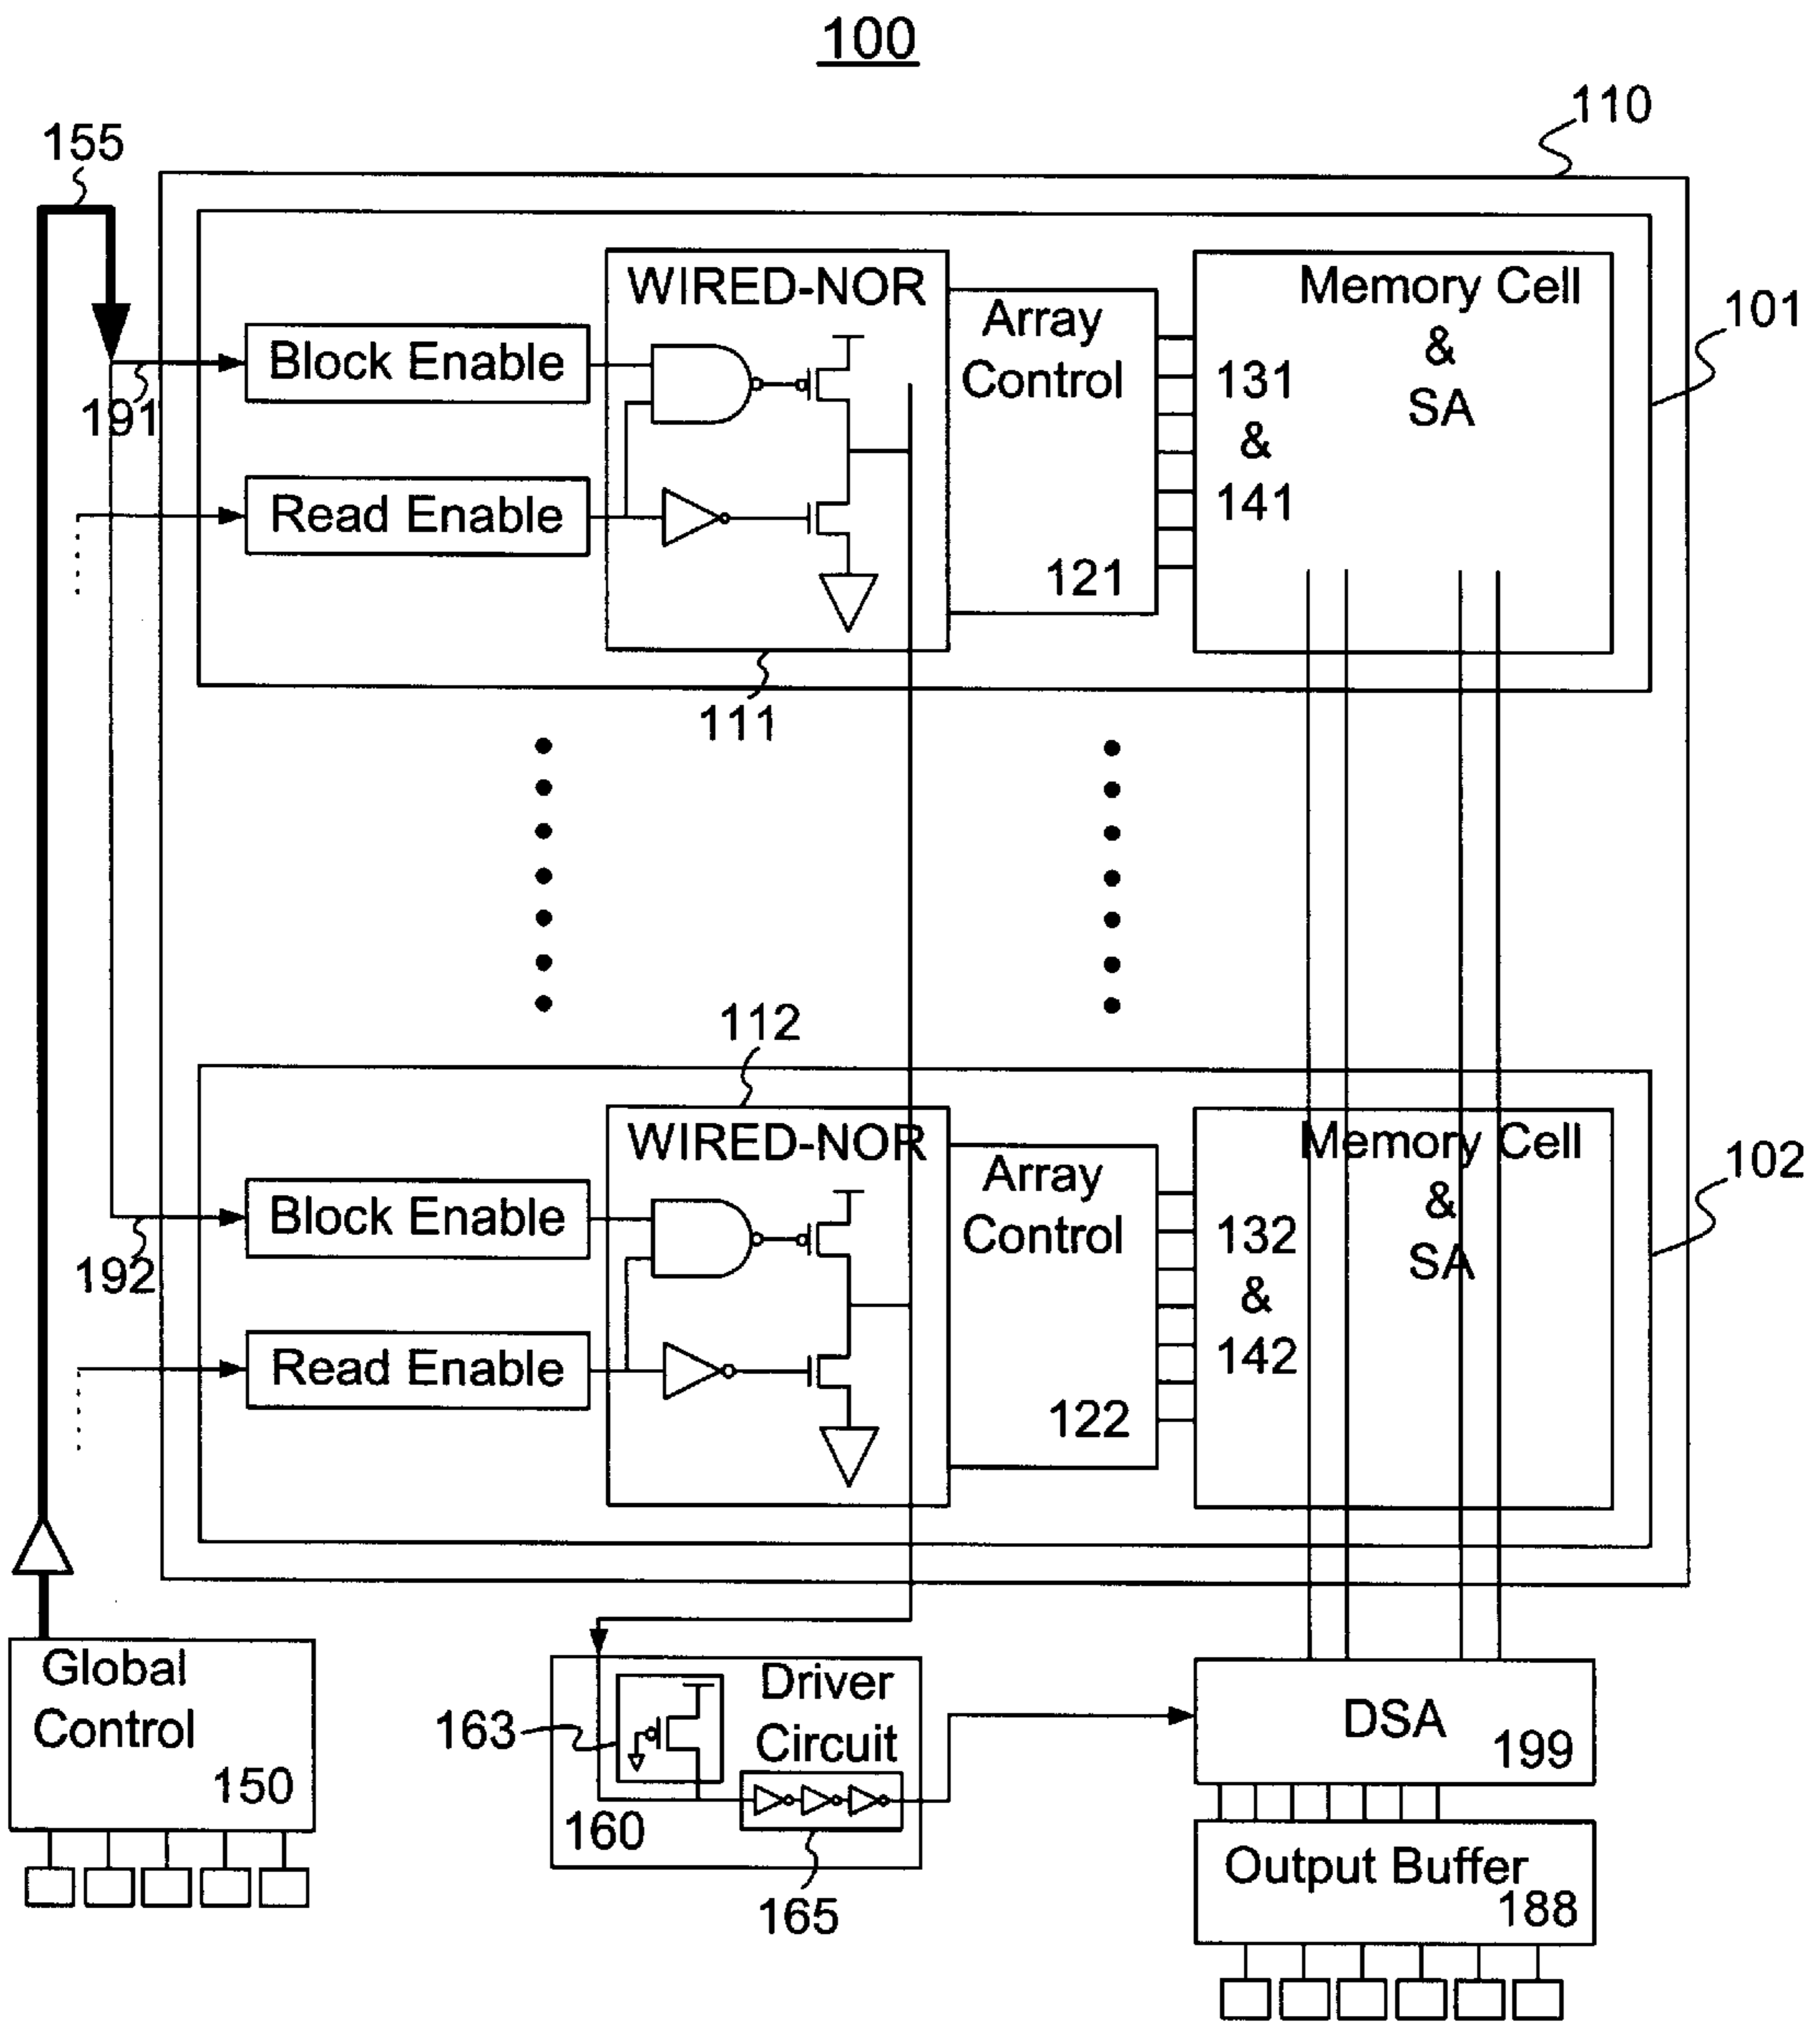 100
110
155
WIRED-NOR
Array
Control
121
Memory Cell
&
SA
131
&
141
101
Block Enable
191
Read Enable
111
112
WIRED-NOR
Array
Control
122
Memory Cell
&
SA
132
&
142
102
Block Enable
192
Read Enable
Global
Control
150
Driver
Circuit
163
160
165
DSA
199
Output Buffer
188